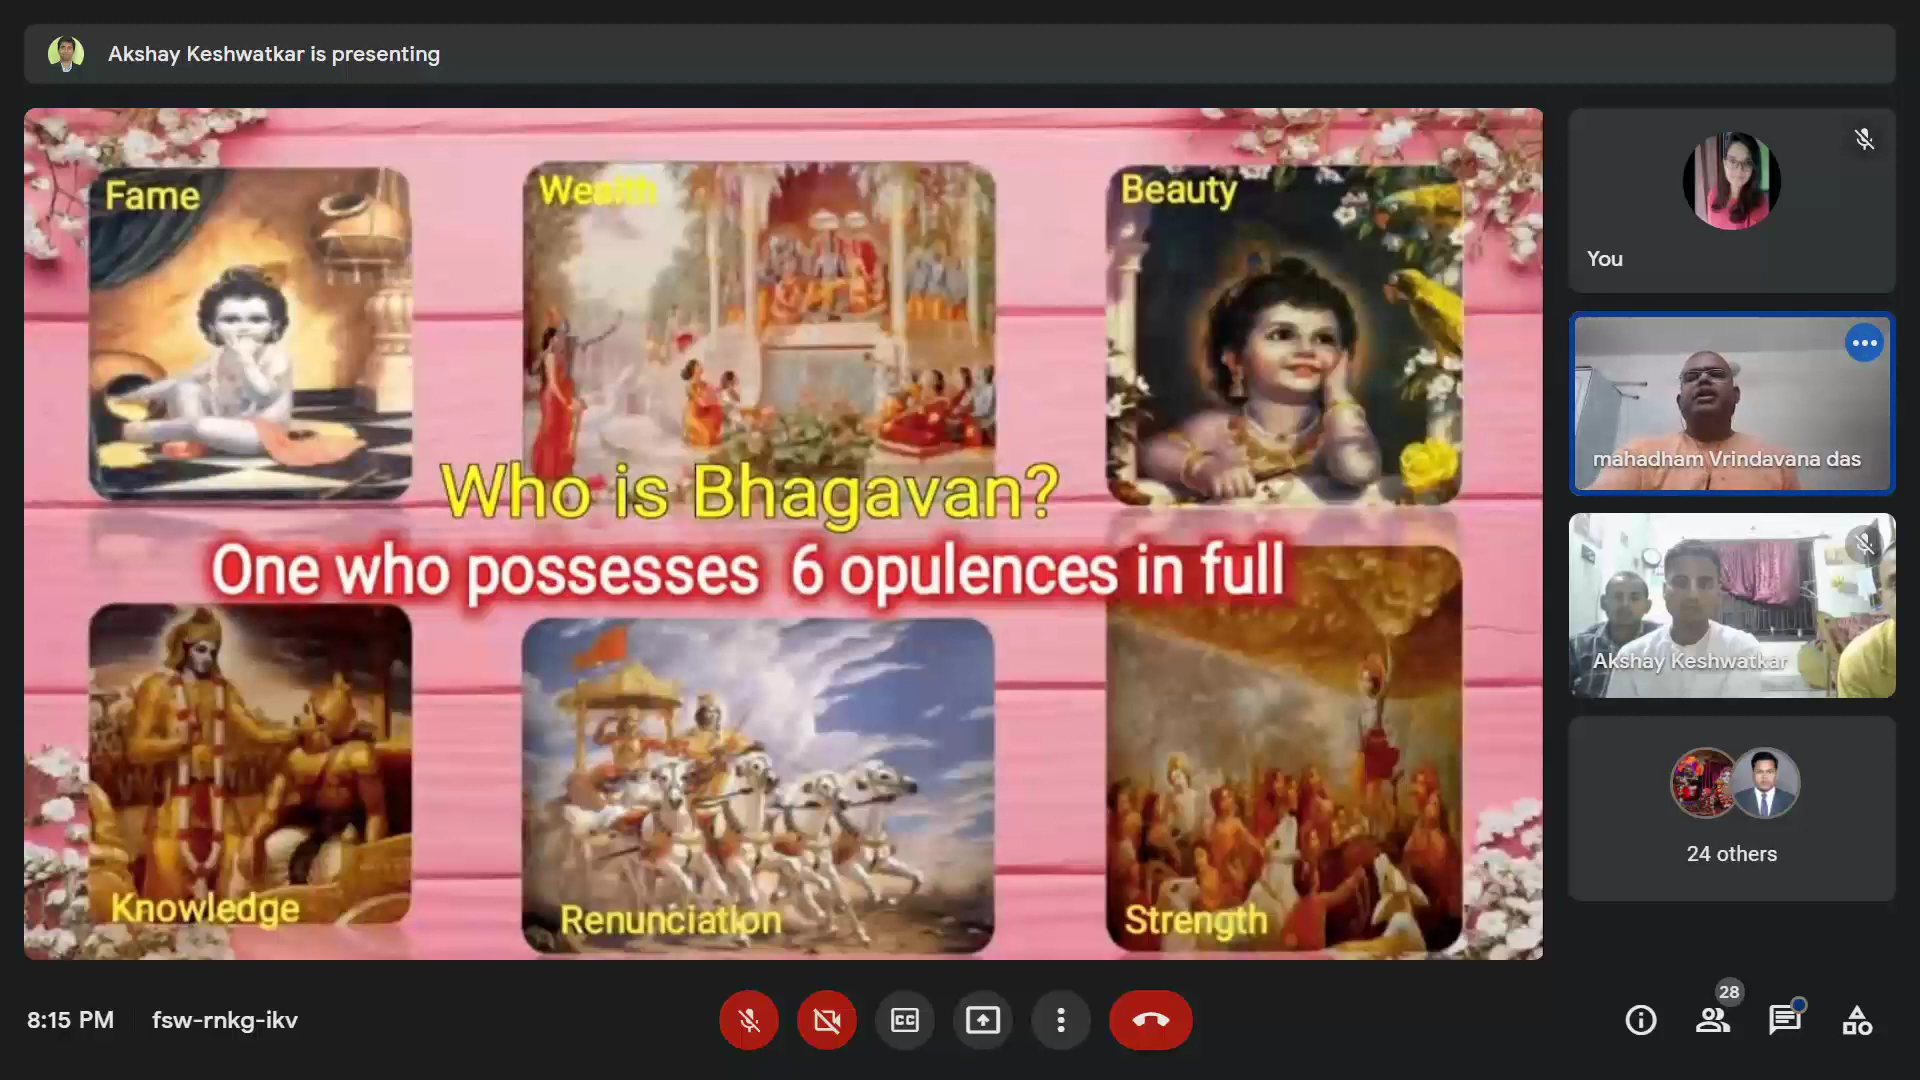 Akshay Keshwatkar is presenting
Fame
Wealth
Beauty
Who is Bhagavan?
One who possesses 6 opulences in full
Knowledge
Renunciation
Strength
You
mahadham Vrindavana das
Akshay Keshwatkar
24 others
8:15 PM
fsw-rnkg-ikv
CC
28